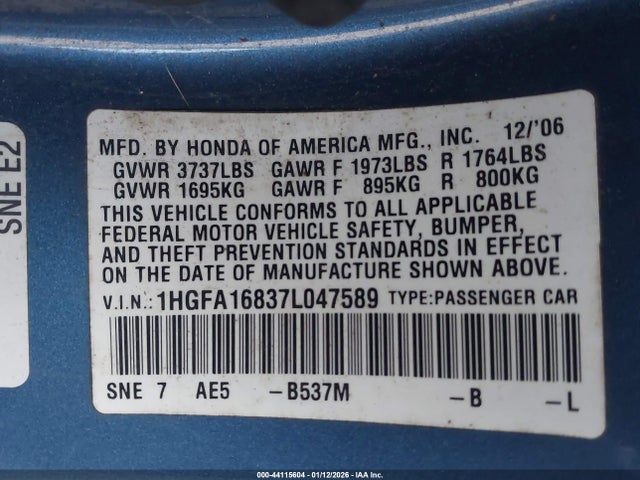 SNE E2
MFD. BY HONDA OF AMERICA MFG., INC. 12/'06
GVWR 3737LBS GAWR F 1973LBS R 1764LBS
GVWR 1695KG GAWR F 895KG R 800KG
THIS VEHICLE CONFORMS TO ALL APPLICABLE
FEDERAL MOTOR VEHICLE SAFETY, BUMPER,
AND THEFT PREVENTION STANDARDS IN EFFECT
ON THE DATE OF MANUFACTURE SHOWN ABOVE.
V.I.N.: 1HGFA16837L047589 TYPE:PASSENGER CAR
SNE 7 AE5 -B537M -B -L
000-44115604 - 01/12/2026 - IAA Inc.